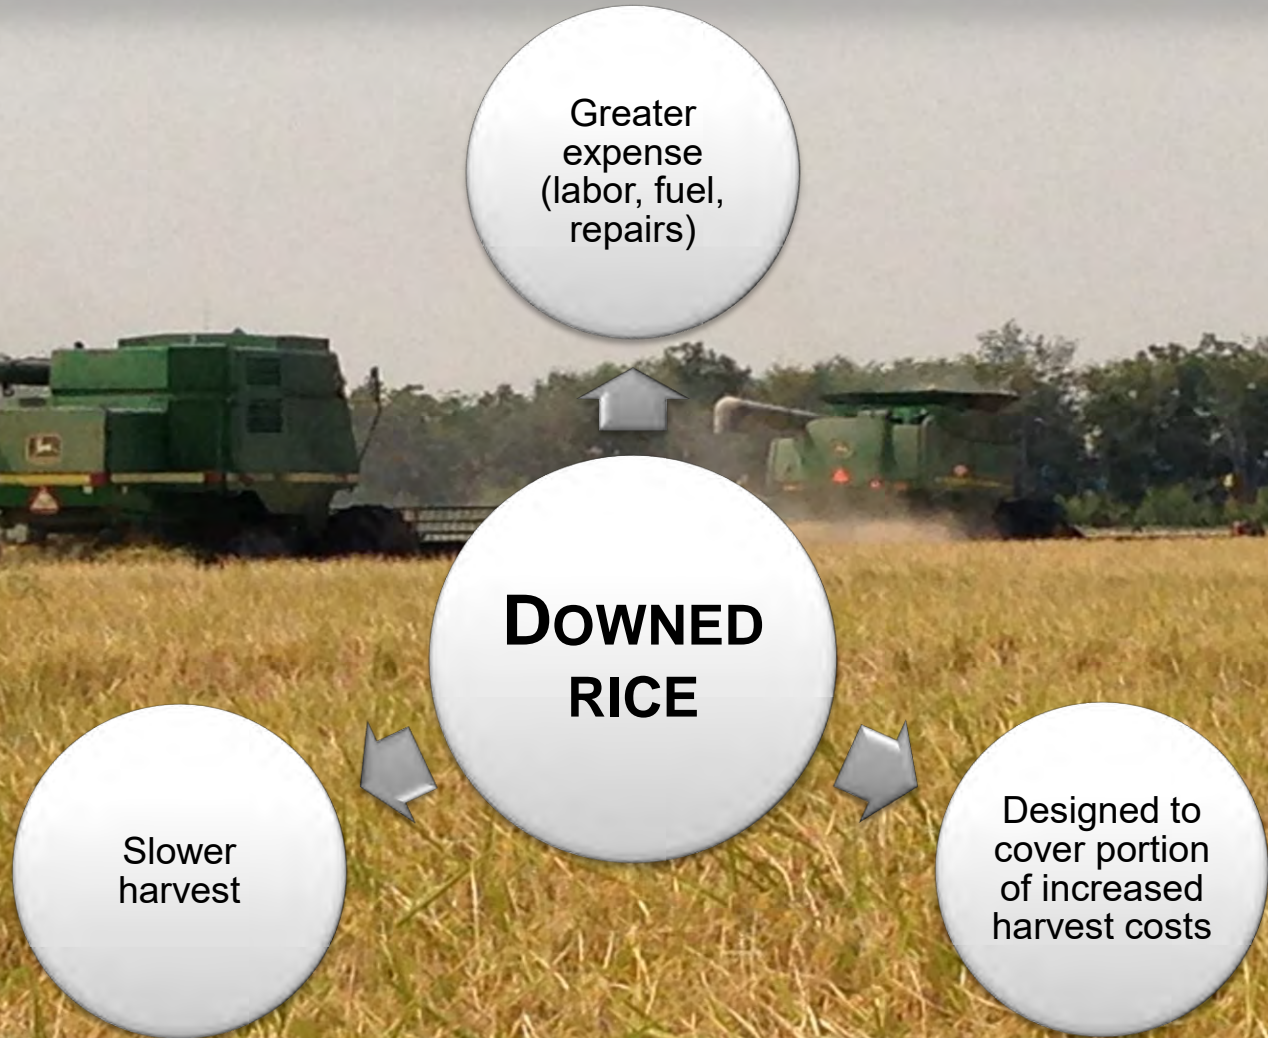 Greater
expense
(labor, fuel,
repairs)
DOWNED
RICE
Slower
harvest
Designed to
cover portion
of increased
harvest costs